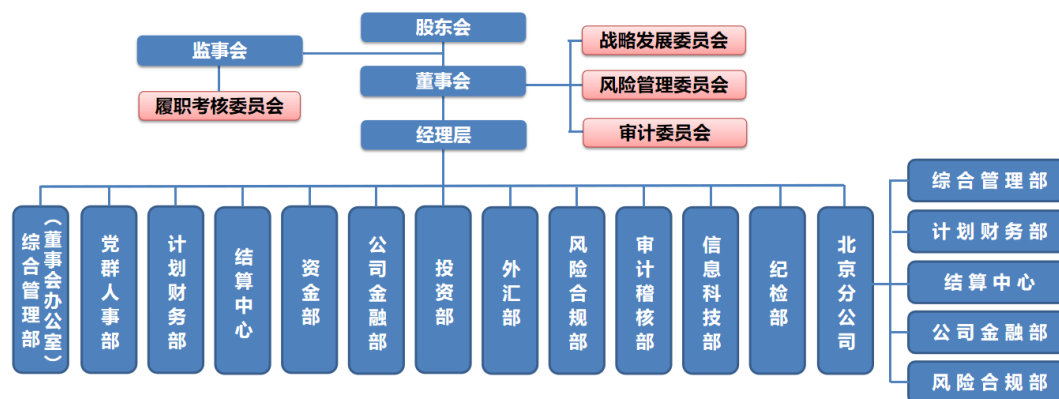 股东会
监事会
战略发展委员会
董事会
风险管理委员会
履职考核委员会
经理层
审计委员会
综合管理部
（董事会办公室）
党群人事部
计划财务部
结算中心
资金部
公司金融部
投资部
外汇部
风险合规部
审计稽核部
信息科技部
纪检部
北京分公司
综合管理部
计划财务部
结算中心
公司金融部
风险合规部